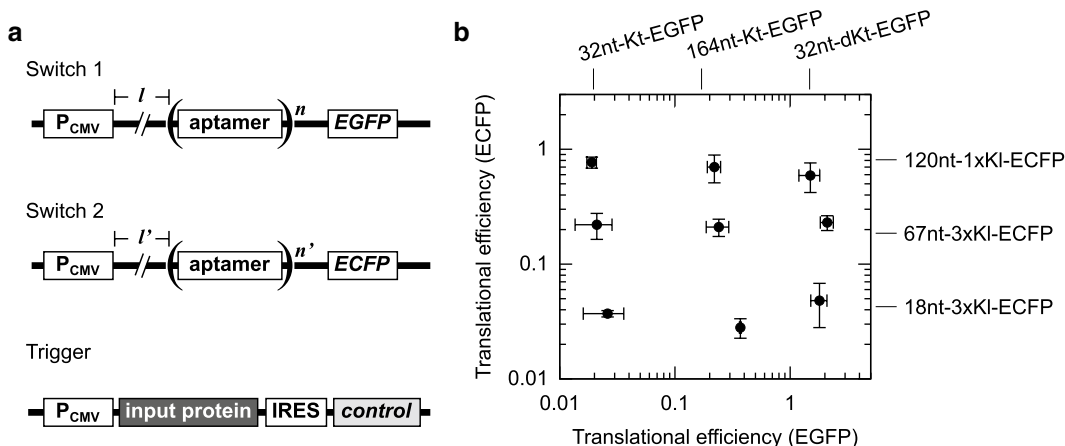 a
Switch 1
l
P_CMV ( aptamer ) n EGFP
Switch 2
l'
P_CMV ( aptamer ) n' ECFP
Trigger
P_CMV input protein IRES control
b
32nt-Kt-EGFP 164nt-Kt-EGFP 32nt-dKt-EGFP
Translational efficiency (ECFP)
1
0.1
0.01
120nt-1xKl-ECFP
67nt-3xKl-ECFP
18nt-3xKl-ECFP
0.01 0.1 1
Translational efficiency (EGFP)